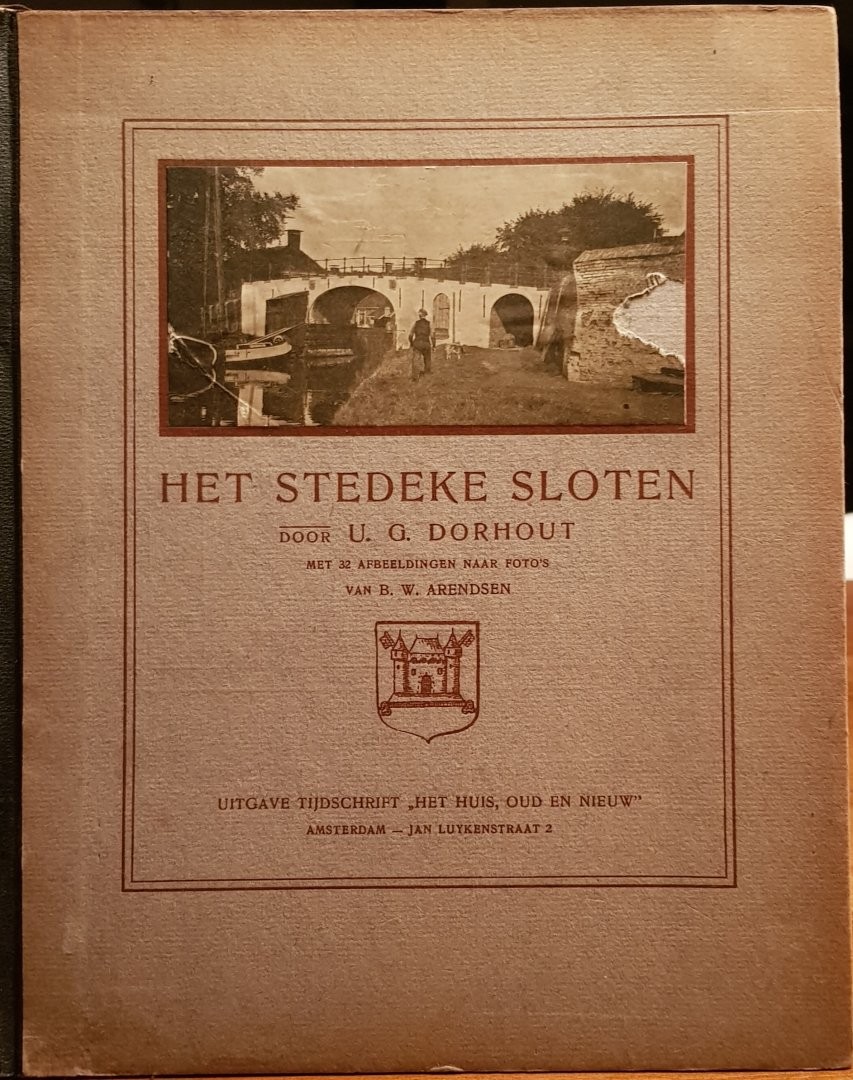 HET STEDEKE SLOTEN
DOOR U. G. DORHOUT
MET 32 AFBEELDINGEN NAAR FOTO'S
VAN B. W. ARENDSEN
UITGAVE TIJDSCHRIFT „HET HUIS, OUD EN NIEUW”
AMSTERDAM — JAN LUYKENSTRAAT 2